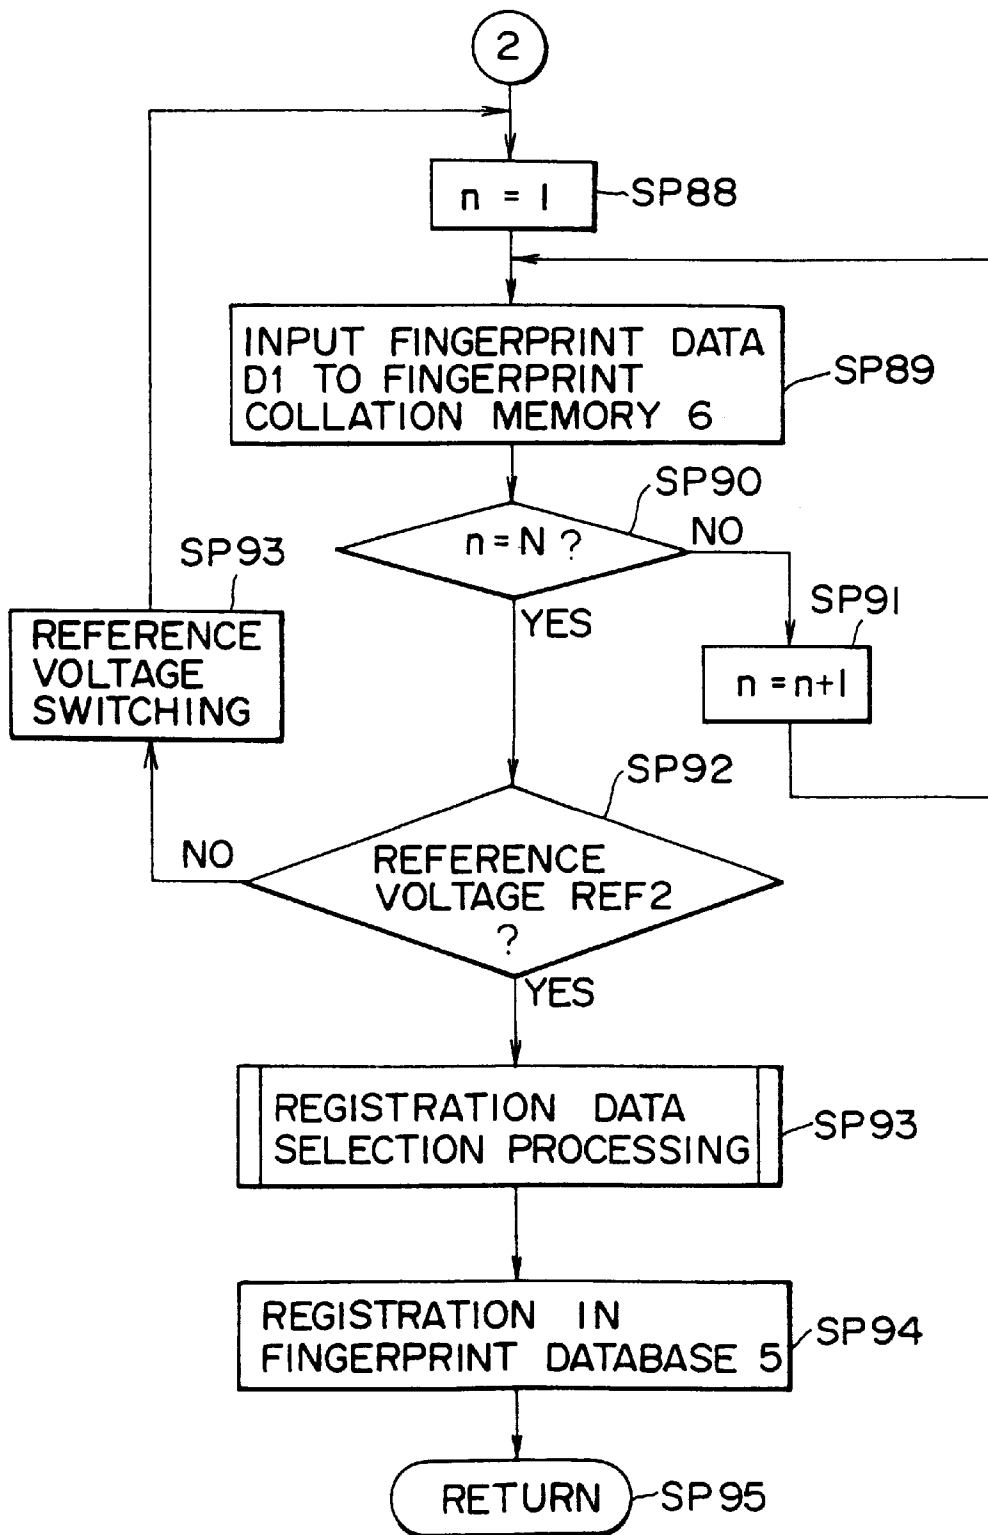 2
n = 1
SP88
INPUT FINGERPRINT DATA
D1 TO FINGERPRINT
COLLATION MEMORY 6
SP89
SP90
n=N ?
NO
YES
SP91
n=n+1
SP93
REFERENCE
VOLTAGE
SWITCHING
SP92
NO
REFERENCE
VOLTAGE REF2
?
YES
REGISTRATION DATA
SELECTION PROCESSING
SP93
REGISTRATION IN
FINGERPRINT DATABASE 5
SP94
RETURN
SP95